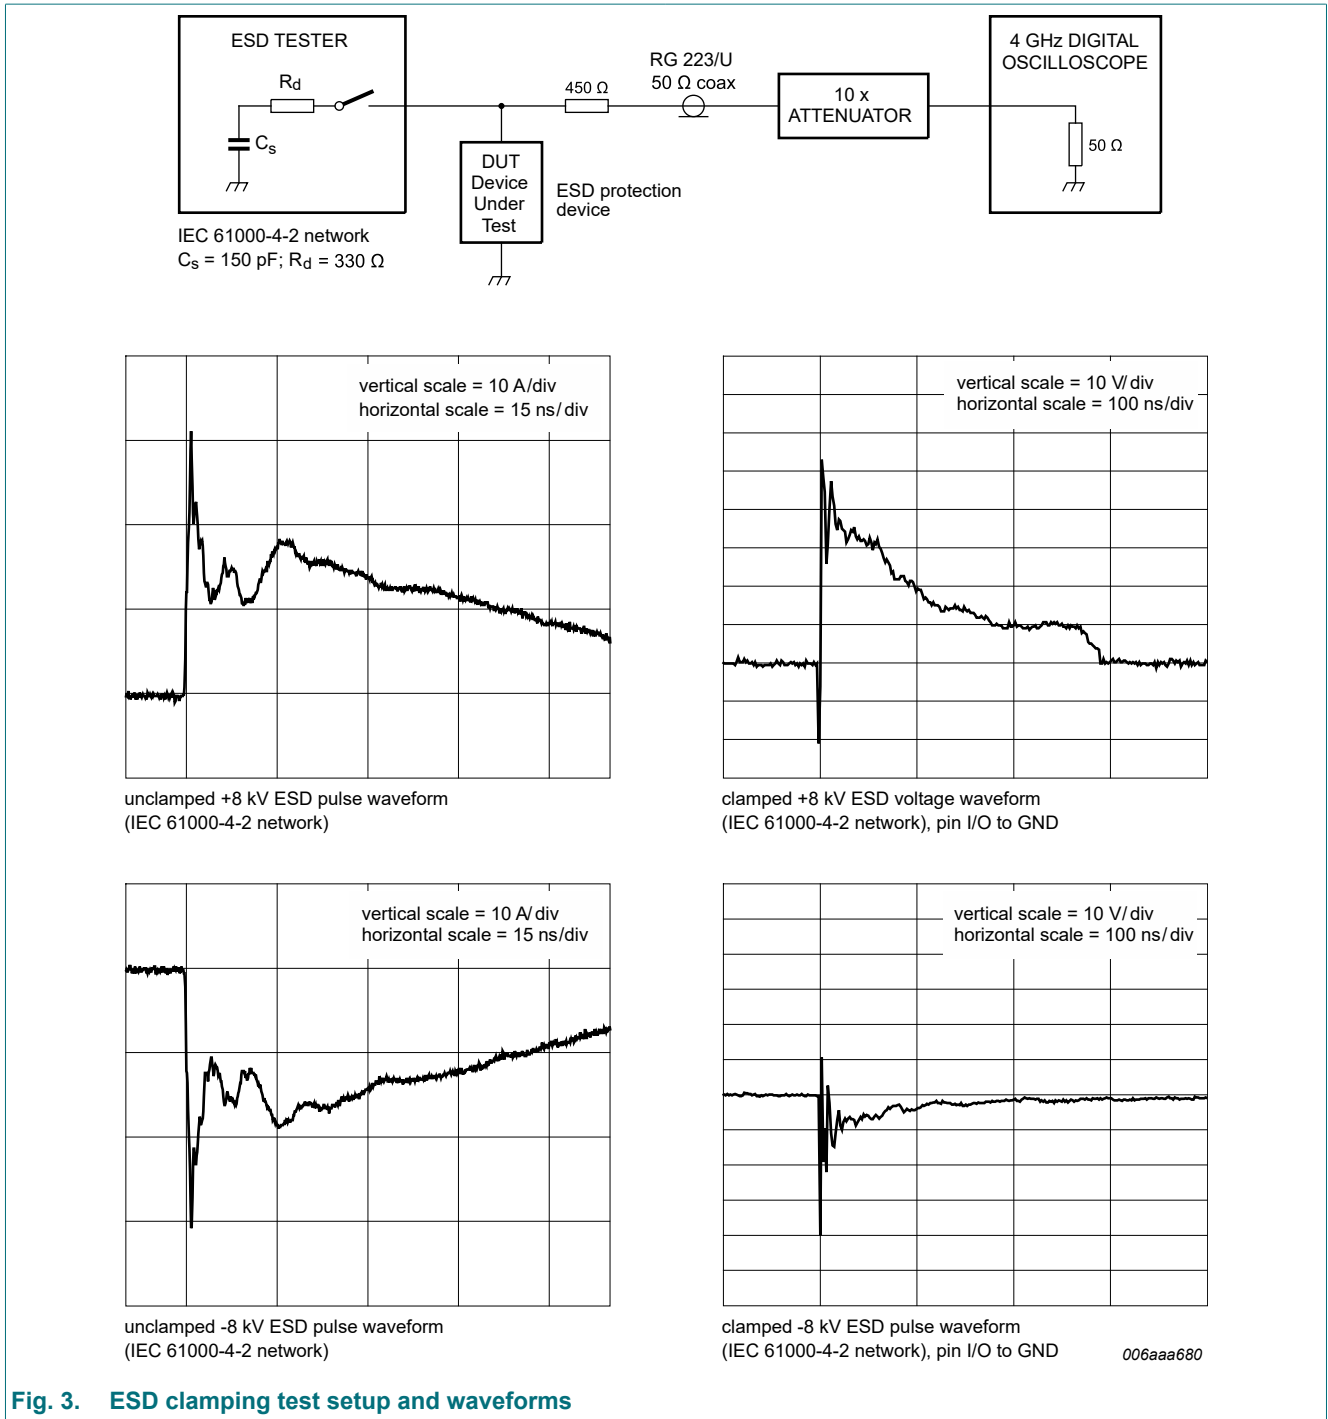 ESD TESTER
Rd
Cs
IEC 61000-4-2 network
Cs = 150 pF; Rd = 330 Ω
DUT
Device
Under
Test
ESD protection
device
450 Ω
RG 223/U
50 Ω coax
10 x
ATTENUATOR
4 GHz DIGITAL
OSCILLOSCOPE
50 Ω
vertical scale = 10 A/div
horizontal scale = 15 ns/div
unclamped +8 kV ESD pulse waveform
(IEC 61000-4-2 network)
vertical scale = 10 V/div
horizontal scale = 100 ns/div
clamped +8 kV ESD voltage waveform
(IEC 61000-4-2 network), pin I/O to GND
vertical scale = 10 A/div
horizontal scale = 15 ns/div
unclamped -8 kV ESD pulse waveform
(IEC 61000-4-2 network)
vertical scale = 10 V/div
horizontal scale = 100 ns/div
clamped -8 kV ESD pulse waveform
(IEC 61000-4-2 network), pin I/O to GND
006aaa680
Fig. 3. ESD clamping test setup and waveforms